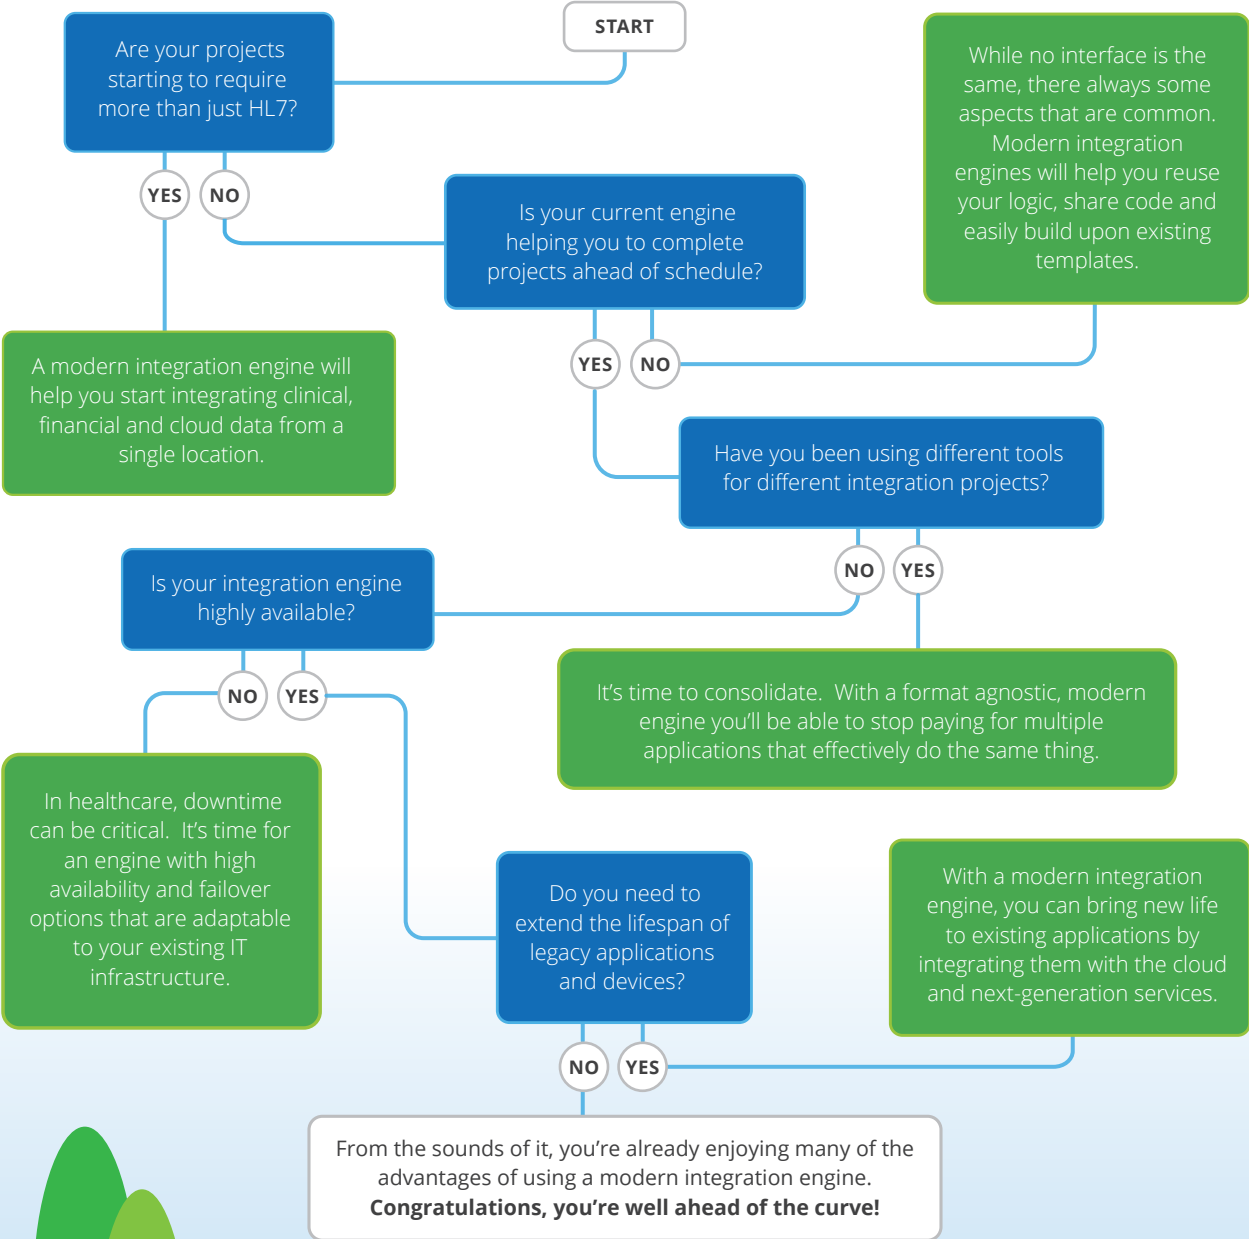 START
Are your projects
starting to require
more than just HL7?
YES
NO
A modern integration engine will
help you start integrating clinical,
financial and cloud data from a
single location.
Is your current engine
helping you to complete
projects ahead of schedule?
YES
NO
While no interface is the
same, there always some
aspects that are common.
Modern integration
engines will help you reuse
your logic, share code and
easily build upon existing
templates.
Have you been using different tools
for different integration projects?
NO
YES
It’s time to consolidate.  With a format agnostic, modern
engine you’ll be able to stop paying for multiple
applications that effectively do the same thing.
Is your integration engine
highly available?
NO
YES
In healthcare, downtime
can be critical.  It’s time for
an engine with high
availability and failover
options that are adaptable
to your existing IT
infrastructure.
Do you need to
extend the lifespan of
legacy applications
and devices?
NO
YES
With a modern integration
engine, you can bring new life
to existing applications by
integrating them with the cloud
and next-generation services.
From the sounds of it, you’re already enjoying many of the
advantages of using a modern integration engine.
Congratulations, you’re well ahead of the curve!